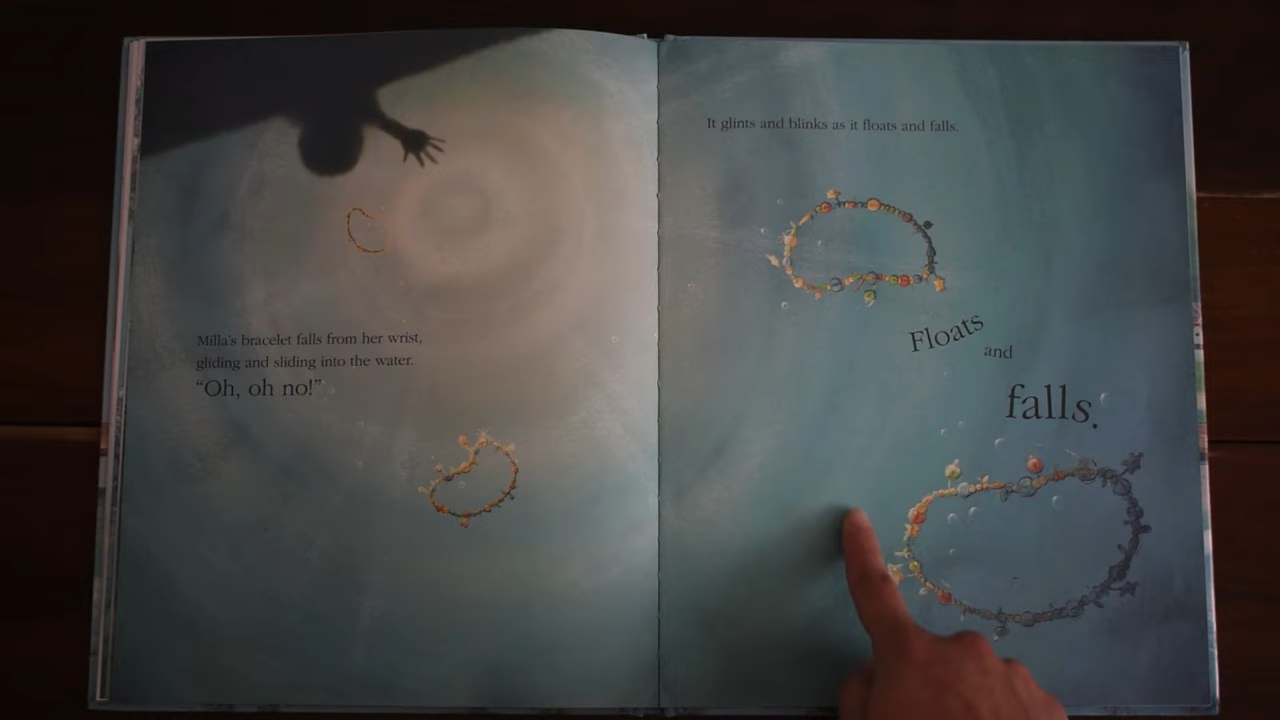 Milla's bracelet falls from her wrist,
gliding and sliding into the water.
"Oh, oh no!"
It glints and blinks as it floats and falls.
Floats
and
falls.